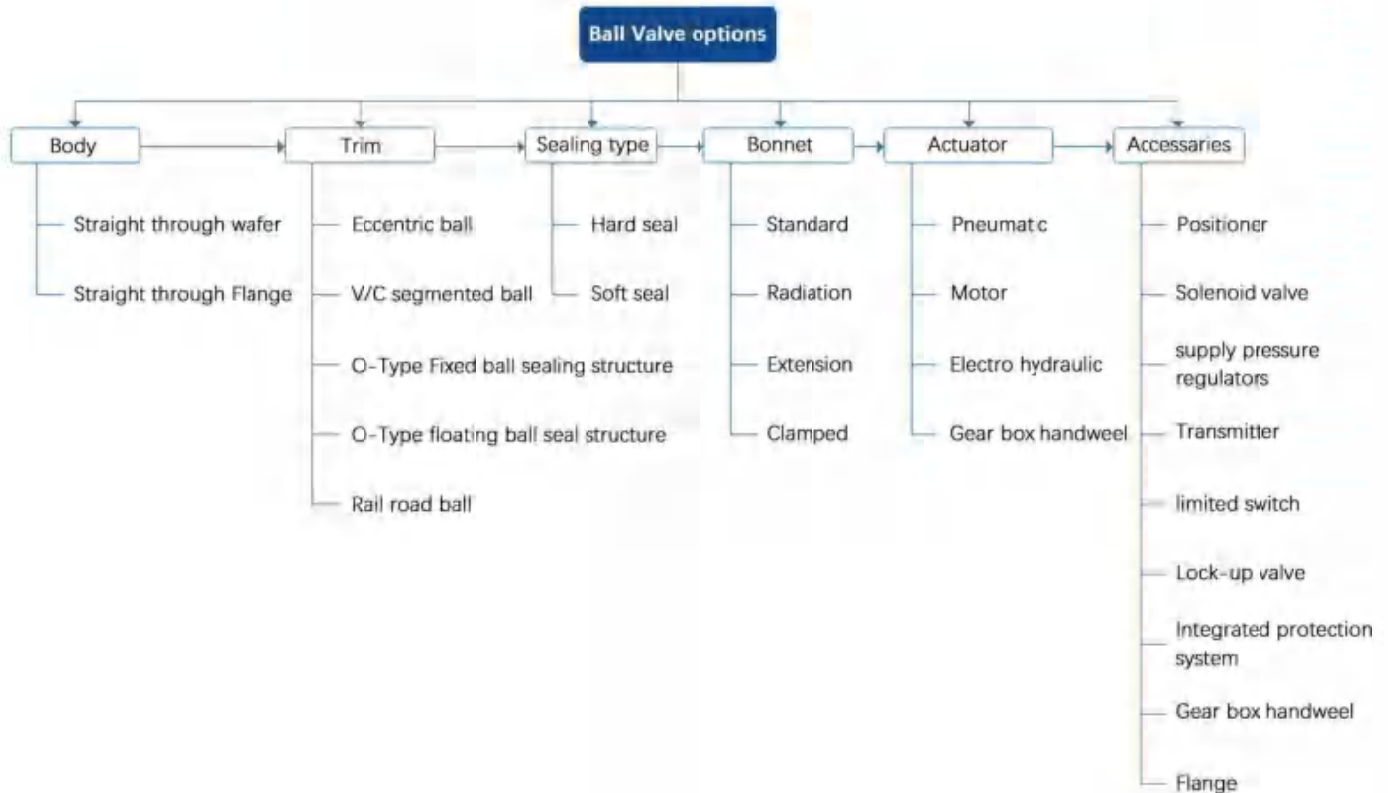 Ball Valve options
Body
Trim
Sealing type
Bonnet
Actuator
Accessaries
Straight through wafer
Straight through Flange
Eccentric ball
V/C segmented ball
O-Type Fixed ball sealing structure
O-Type floating ball seal structure
Rail road ball
Hard seal
Soft seal
Standard
Radiation
Extension
Clamped
Pneumatic
Motor
Electro hydraulic
Gear box handweel
Positioner
Solenoid valve
supply pressure
regulators
Transmitter
limited switch
Lock-up valve
Integrated protection
system
Gear box handweel
Flange